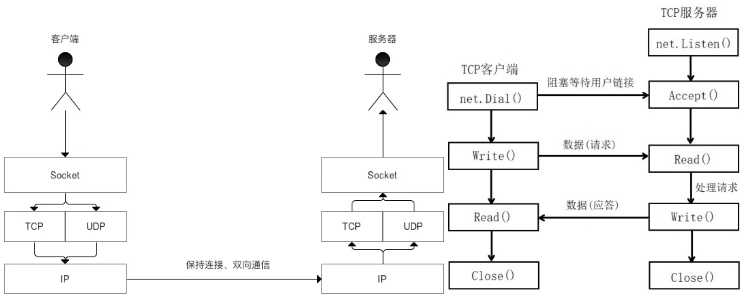 客户端
Socket
TCP
UDP
IP
保持连接、双向通信
服务器
Socket
TCP
UDP
IP
TCP客户端
net.Dial()
Write()
Read()
Close()
阻塞等待用户链接
数据(请求)
数据(应答)
TCP服务器
net.Listen()
Accept()
Read()
处理请求
Write()
Close()